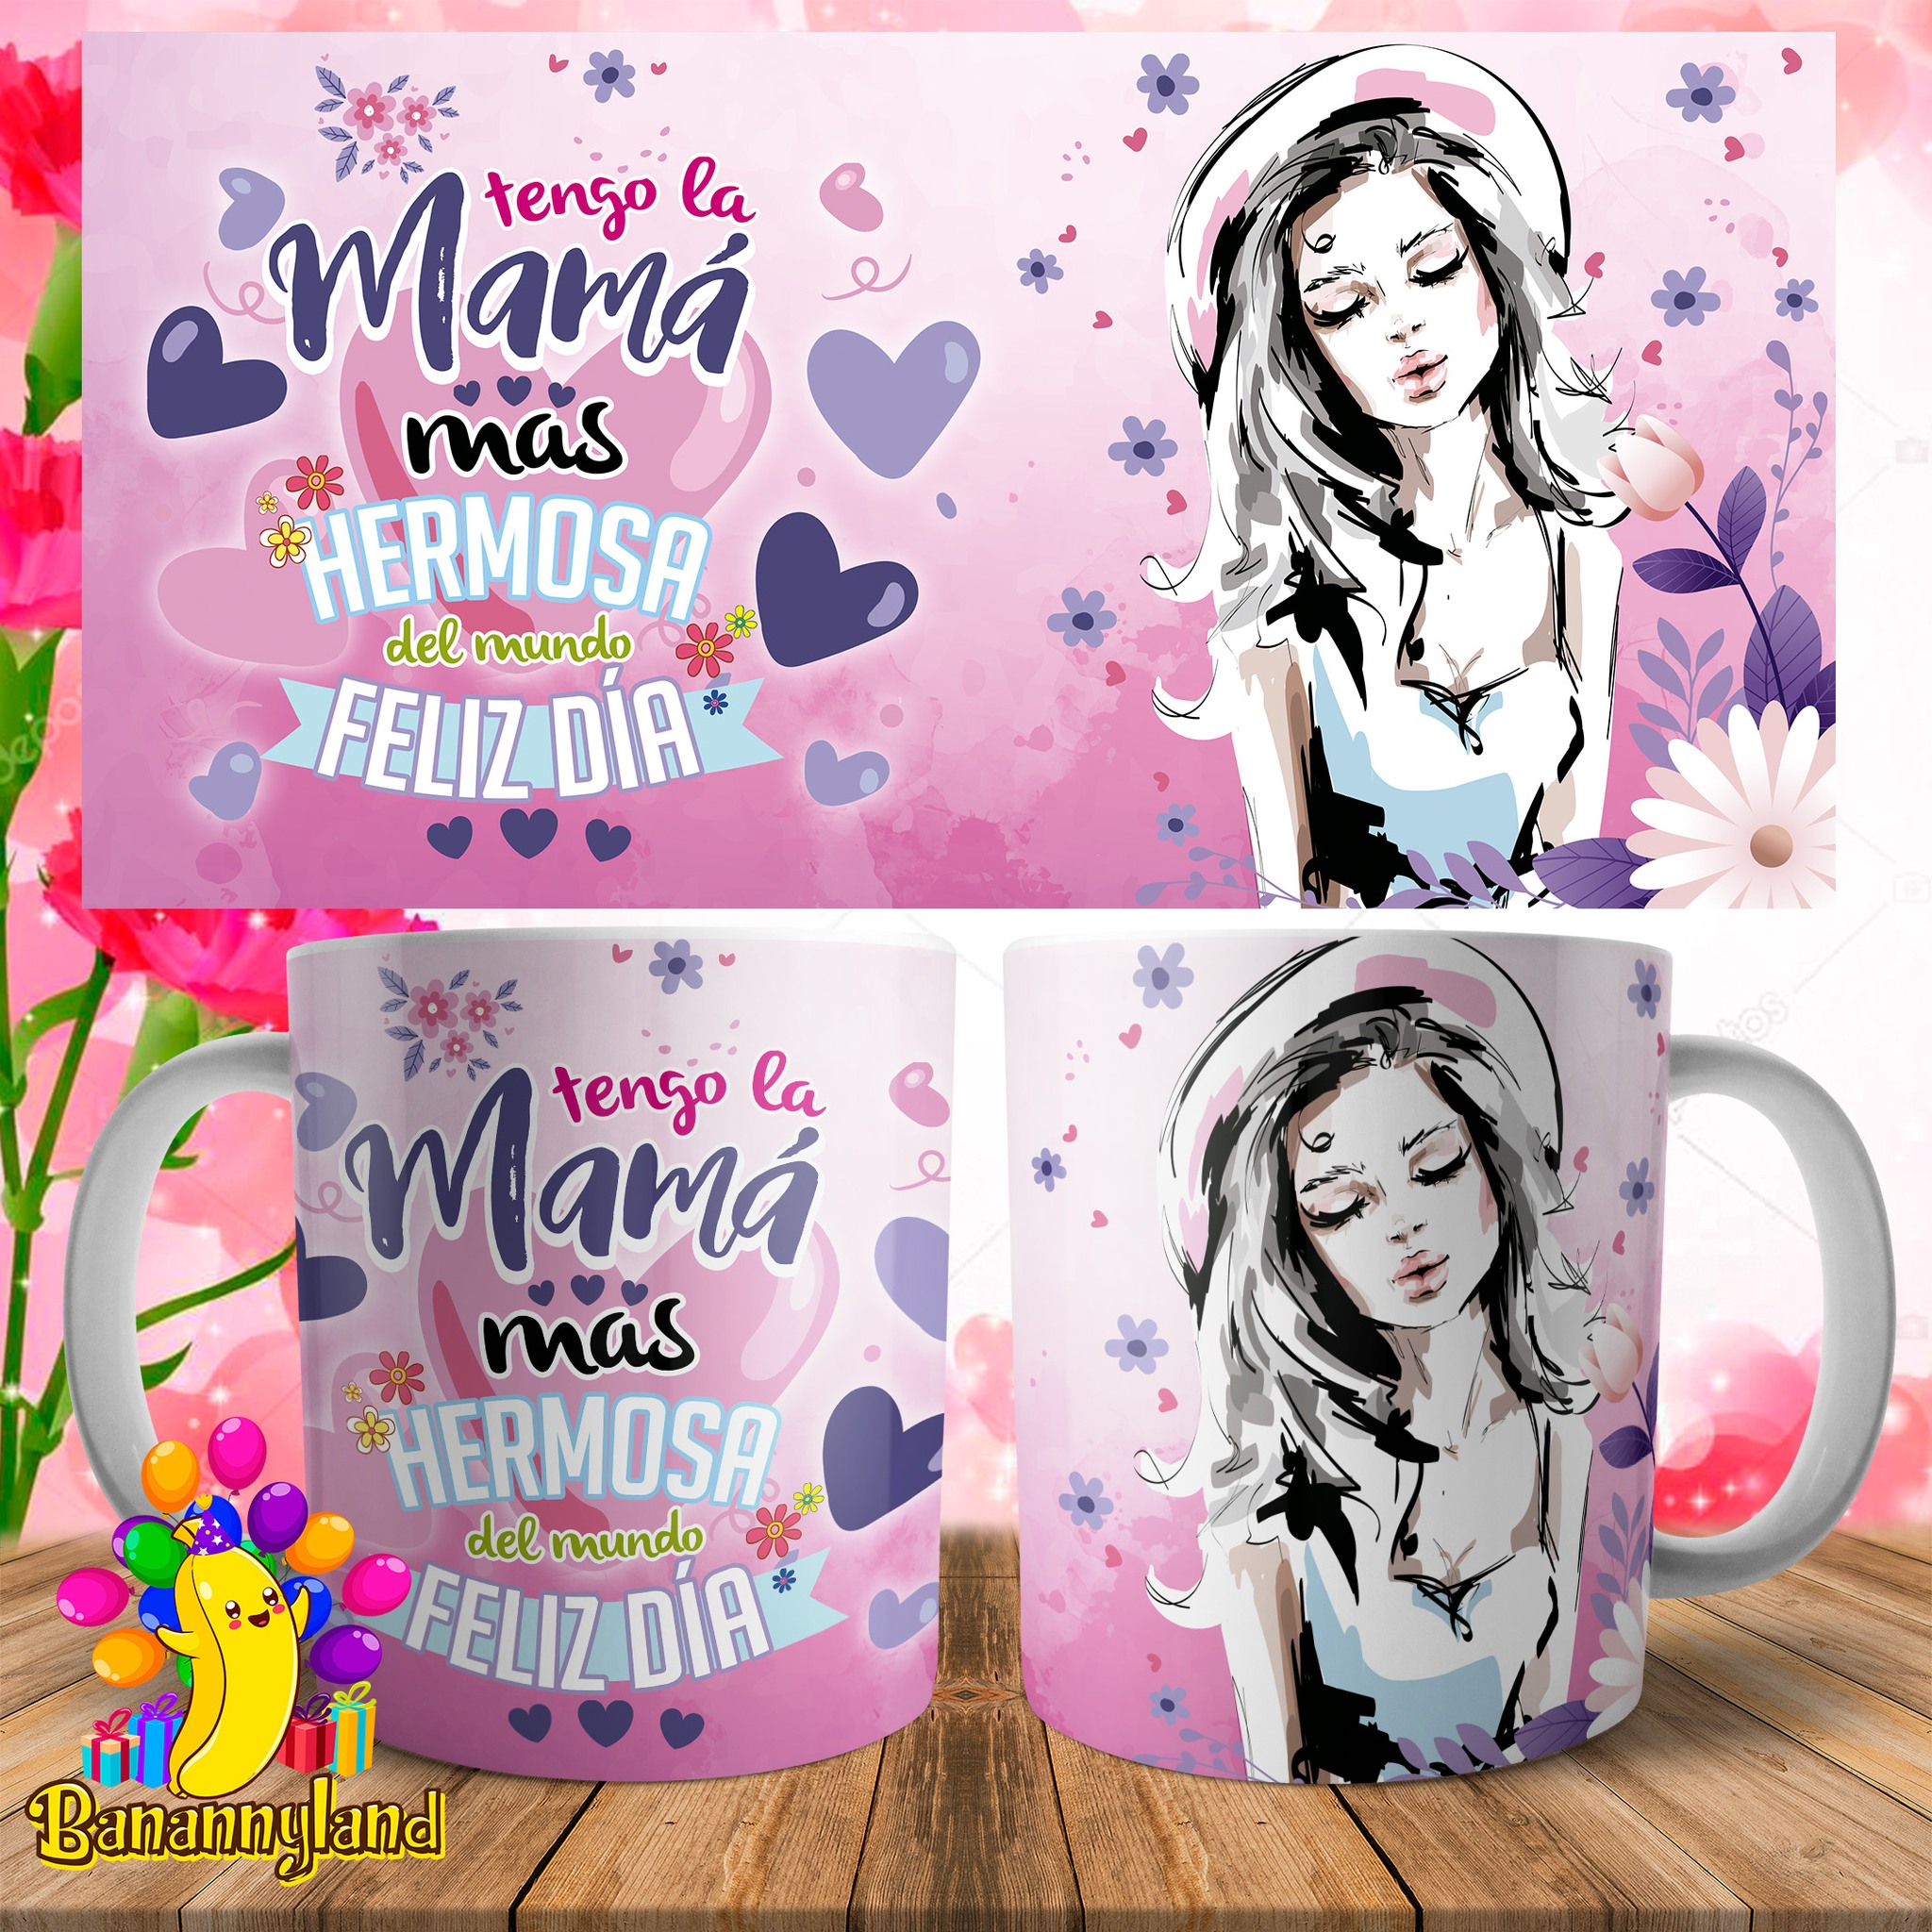 tengo la
Mamá
mas
HERMOSA
del mundo
FELIZ DÍA
tengo la
Mamá
mas
HERMOSA
del mundo
FELIZ DÍA
Banannyland